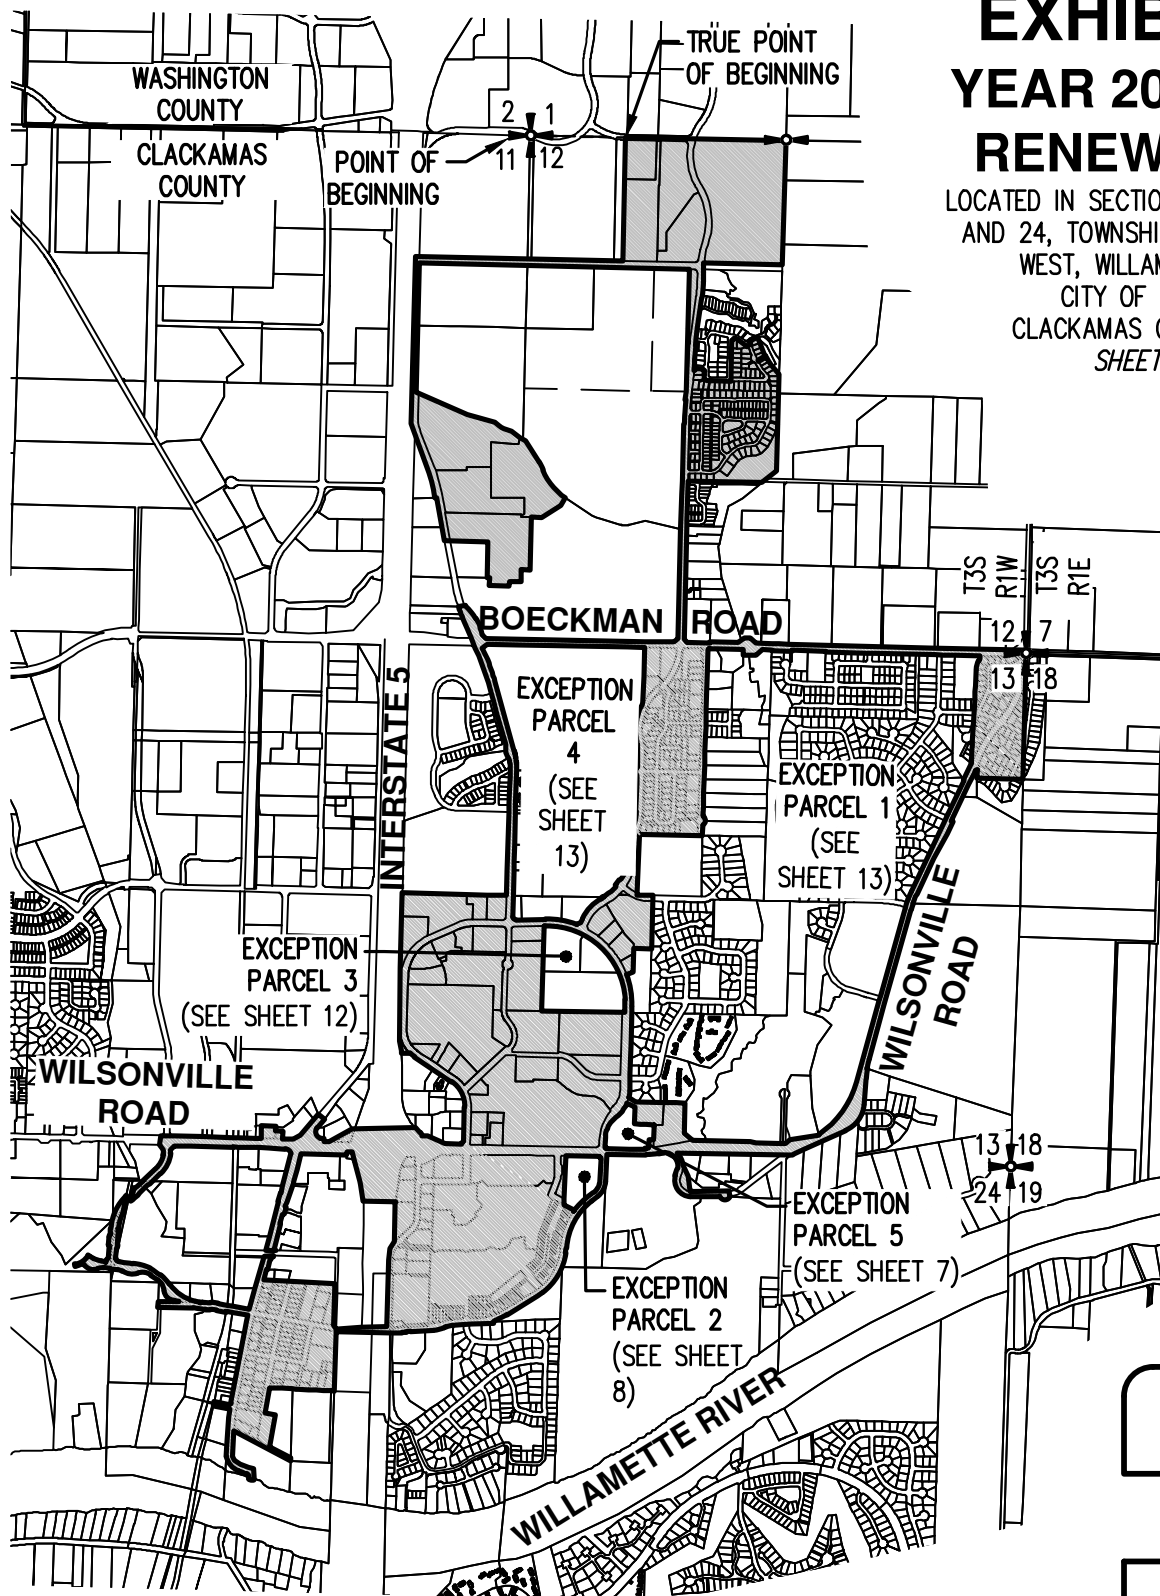 EXHIB
YEAR 20
RENEW
LOCATED IN SECTIO
AND 24, TOWNSHI
WEST, WILLAM
CITY OF
CLACKAMAS C
SHEET
TRUE POINT
OF BEGINNING
WASHINGTON
COUNTY
CLACKAMAS
COUNTY
2 1
11 12
POINT OF
BEGINNING
BOECKMAN ROAD
T3S
R1W
T3S
R1E
12 7
13 18
INTERSTATE 5
EXCEPTION
PARCEL
4
(SEE
SHEET
13)
EXCEPTION
PARCEL 1
(SEE
SHEET 13)
WILSONVILLE
ROAD
EXCEPTION
PARCEL 3
(SEE SHEET 12)
WILSONVILLE
ROAD
13 18
24 19
EXCEPTION
PARCEL 5
(SEE SHEET 7)
EXCEPTION
PARCEL 2
(SEE SHEET
8)
WILLAMETTE RIVER